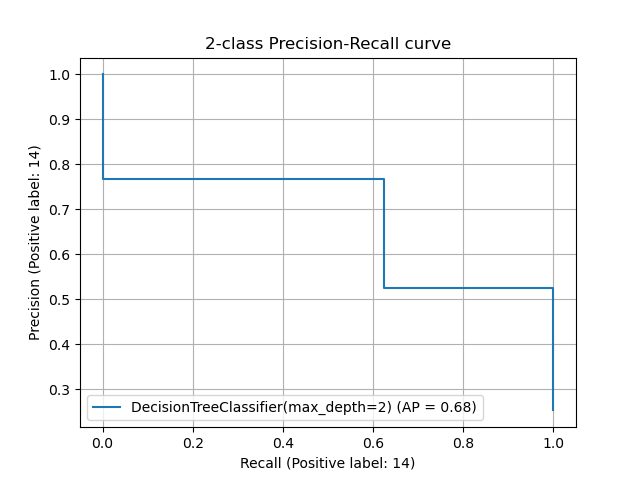 2-class Precision-Recall curve
Precision (Positive label: 14)
1.0
0.9
0.8
0.7
0.6
0.5
0.4
0.3
DecisionTreeClassifier(max_depth=2) (AP = 0.68)
0.0 0.2 0.4 0.6 0.8 1.0
Recall (Positive label: 14)